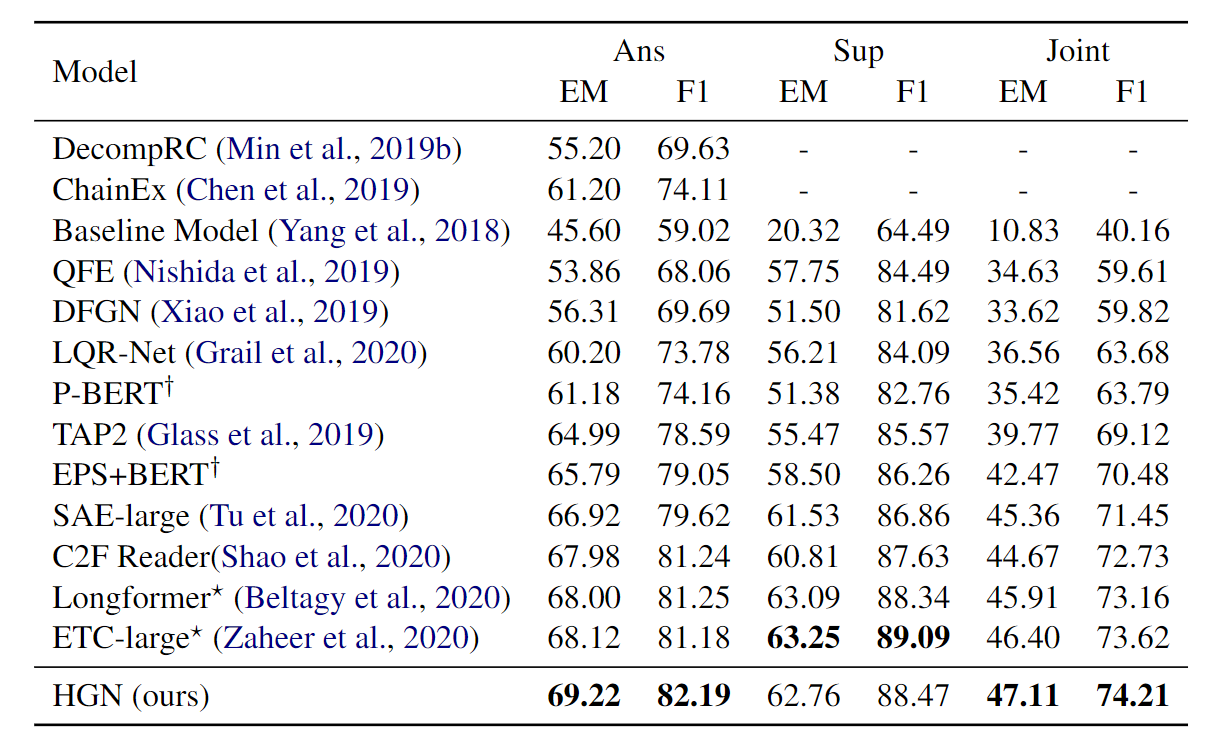 Model Ans Sup Joint
EM F1 EM F1 EM F1
DecompRC (Min et al., 2019b) 55.20 69.63 - - - -
ChainEx (Chen et al., 2019) 61.20 74.11 - - - -
Baseline Model (Yang et al., 2018) 45.60 59.02 20.32 64.49 10.83 40.16
QFE (Nishida et al., 2019) 53.86 68.06 57.75 84.49 34.63 59.61
DFGN (Xiao et al., 2019) 56.31 69.69 51.50 81.62 33.62 59.82
LQR-Net (Grail et al., 2020) 60.20 73.78 56.21 84.09 36.56 63.68
P-BERT† 61.18 74.16 51.38 82.76 35.42 63.79
TAP2 (Glass et al., 2019) 64.99 78.59 55.47 85.57 39.77 69.12
EPS+BERT† 65.79 79.05 58.50 86.26 42.47 70.48
SAE-large (Tu et al., 2020) 66.92 79.62 61.53 86.86 45.36 71.45
C2F Reader(Shao et al., 2020) 67.98 81.24 60.81 87.63 44.67 72.73
Longformer⋆ (Beltagy et al., 2020) 68.00 81.25 63.09 88.34 45.91 73.16
ETC-large⋆ (Zaheer et al., 2020) 68.12 81.18 63.25 89.09 46.40 73.62
HGN (ours) 69.22 82.19 62.76 88.47 47.11 74.21